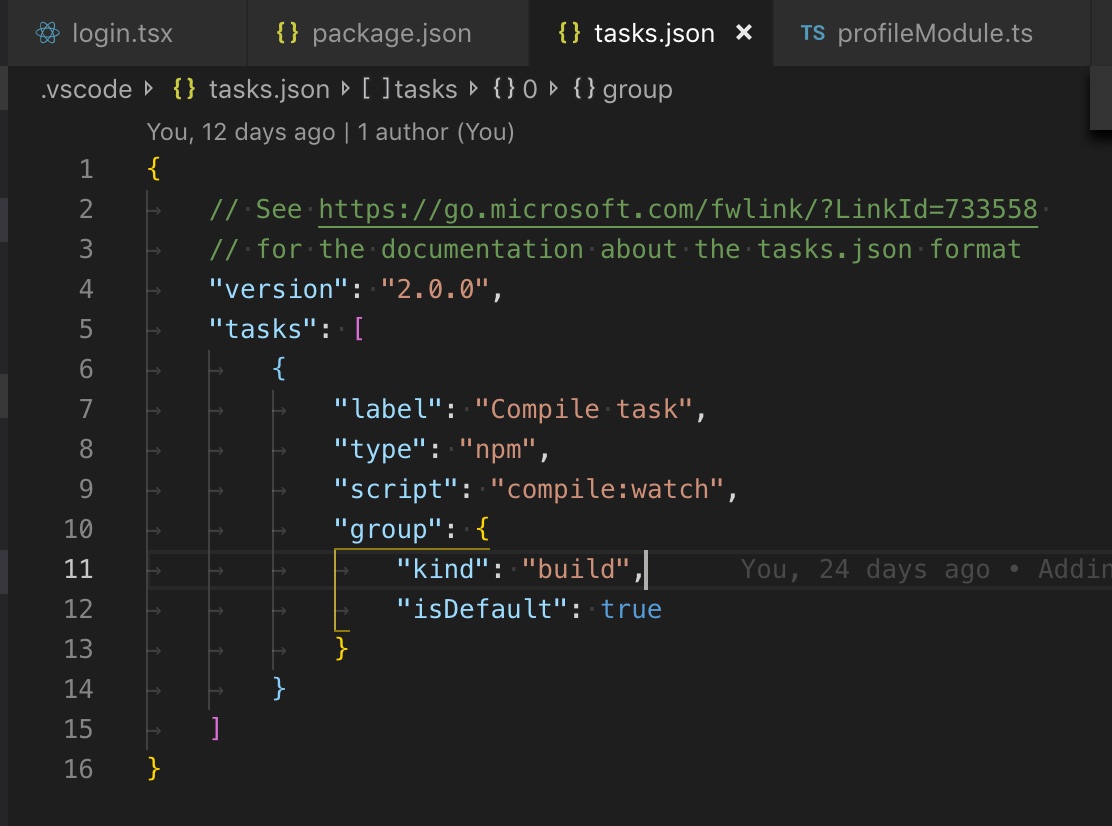 login.tsx {} package.json {} tasks.json × TS profileModule.ts
.vscode {} tasks.json [ ] tasks {} 0 {} group
You, 12 days ago | 1 author (You)
1 {
2 // See https://go.microsoft.com/fwlink/?LinkId=733558
3 // for the documentation about the tasks.json format
4 "version": "2.0.0",
5 "tasks": [
6 {
7 "label": "Compile task",
8 "type": "npm",
9 "script": "compile:watch",
10 "group": {
11 "kind": "build", You, 24 days ago • Addin
12 "isDefault": true
13 }
14 }
15 ]
16 }